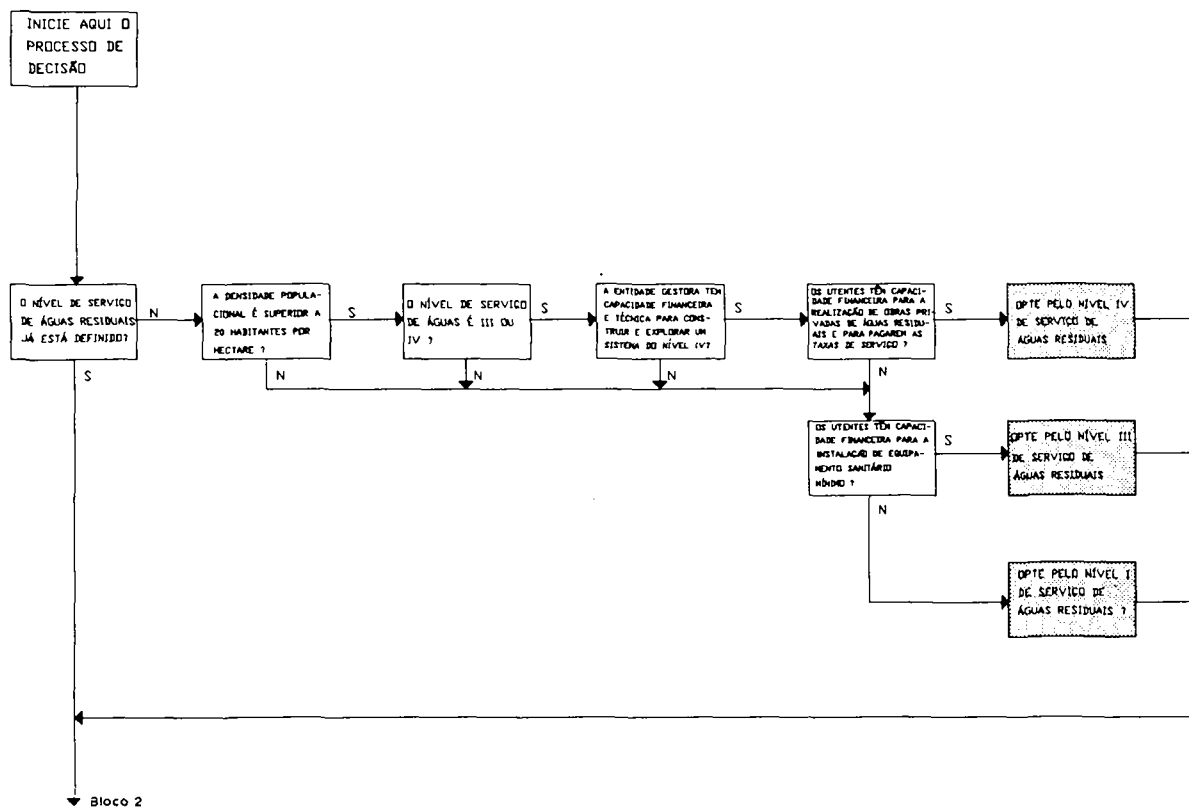 INICIE AQUI O
PROCESSO DE
DECISÃO
O NÍVEL DE SERVIÇO
DE ÁGUAS RESIDUAIS
JÁ ESTÁ DEFINIDO?
N
S
A DENSIDADE POPULA-
CIONAL É SUPERIOR A
20 HABITANTES POR
HECTARE ?
S
N
O NÍVEL DE SERVIÇO
DE ÁGUAS É III OU
IV ?
S
N
A ENTIDADE GESTORA TEM
CAPACIDADE FINANCEIRA
E TÉCNICA PARA CONS-
TRUIR E EXPLORAR UM
SISTEMA DO NÍVEL IV?
S
N
OS UTENTES TÊM CAPACI-
DADE FINANCEIRA PARA A
REALIZAÇÃO DE OBRAS PRI
VADAS DE ÁGUAS RESIDU-
AIS E PARA PAGAREM AS
TAXAS DE SERVIÇO ?
S
N
OPTE PELO NÍVEL IV
DE SERVIÇO DE
ÁGUAS RESIDUAIS
OS UTENTES TÊM CAPACI-
DADE FINANCEIRA PARA A
INSTALAÇÃO DE EQUIPA-
MENTO SANITÁRIO
MÍNIMO ?
S
N
OPTE PELO NÍVEL III
DE SERVIÇO DE
ÁGUAS RESIDUAIS
OPTE PELO NÍVEL I
DE SERVIÇO DE
ÁGUAS RESIDUAIS ?
Bloco 2